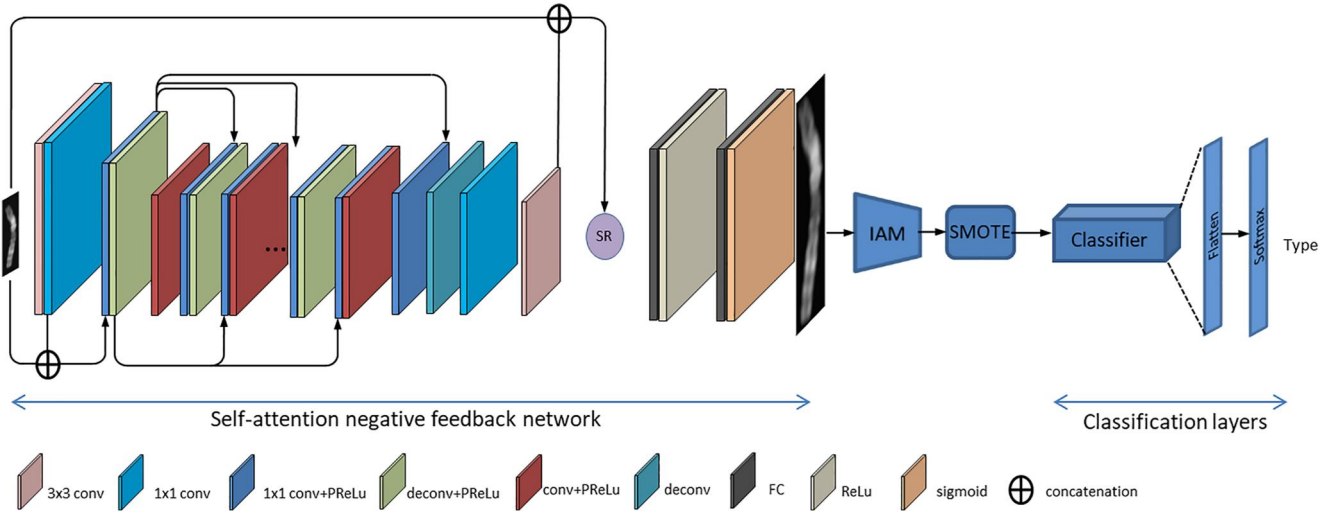 SR
IAM
SMOTE
Classifier
Flatten
Softmax
Type
...
Self-attention negative feedback network
Classification layers
3x3 conv
1x1 conv
1x1 conv+PReLu
deconv+PReLu
conv+PReLu
deconv
FC
ReLu
sigmoid
concatenation